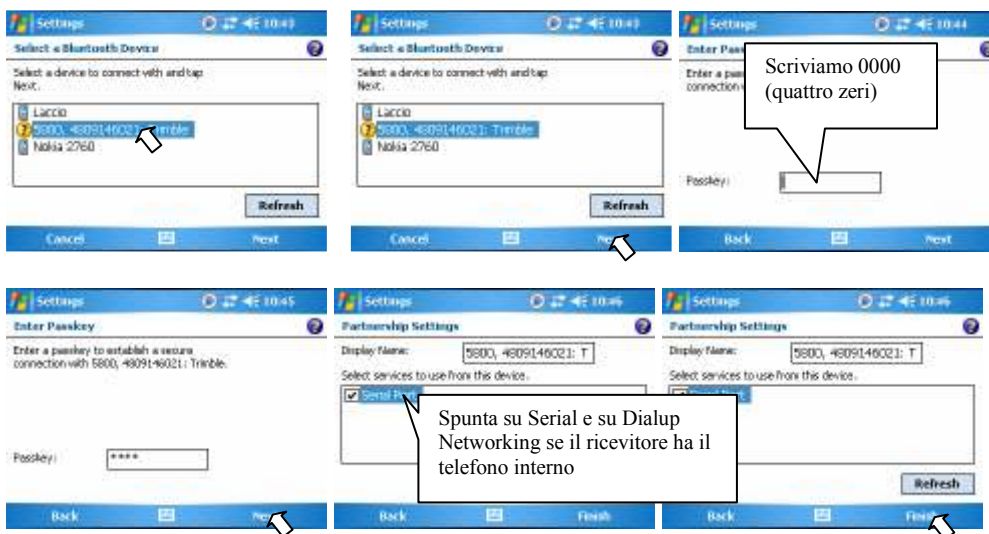 Settings 10:43
Select a Bluetooth Device
Select a device to connect with and tap
Next.
Laccio
5800, 4809146021: Trimble
Nokia 2760
Refresh
Cancel Next
Settings 10:43
Select a Bluetooth Device
Select a device to connect with and tap
Next.
Laccio
5800, 4809146021: Trimble
Nokia 2760
Refresh
Cancel
Settings 10:44
Enter
Enter a
connection
Scriviamo 0000
(quattro zeri)
Passkey:
Back Next
Settings 10:45
Enter Passkey
Enter a passkey to establish a secure
connection with 5800, 4809146021: Trimble.
Passkey: ****
Back
Settings 10:46
Partnership Settings
Display Name: 5800, 4809146021: T
Select services to use from this device.
Serial Port
Spunta su Serial e su Dialup
Networking se il ricevitore ha il
telefono interno
Back Finish
Settings 10:46
Partnership Settings
Display Name: 5800, 4809146021: T
Select services to use from this device.
Refresh
Back Finish